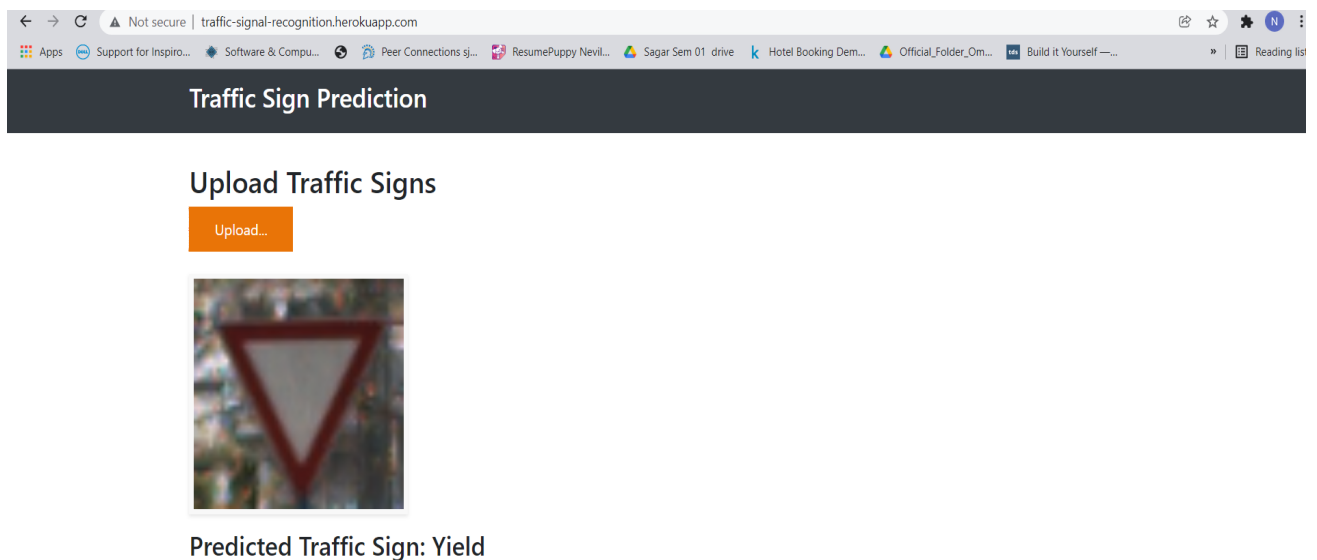 Not secure | traffic-signal-recognition.herokuapp.com N
Apps Support for Inspiro... Software & Compu... Peer Connections sj... ResumePuppy Nevil... Sagar Sem 01 drive k Hotel Booking Dem... Official_Folder_Om... tds Build it Yourself —... » Reading list
Traffic Sign Prediction
Upload Traffic Signs
Upload...
Predicted Traffic Sign: Yield